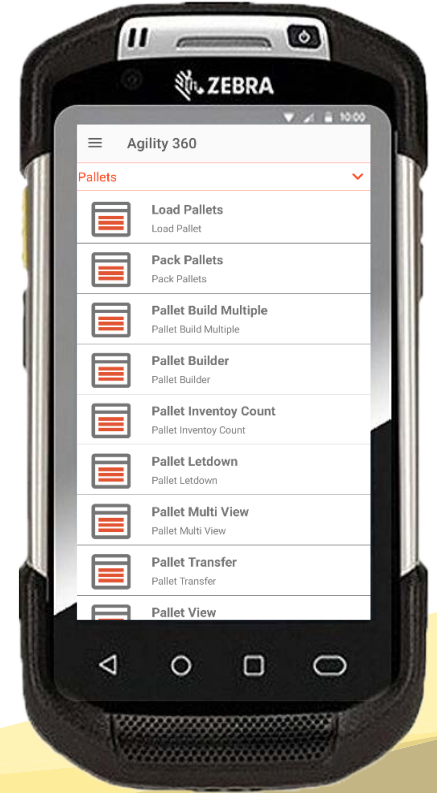 ZEBRA
10:00
Agility 360
Pallets
Load Pallets
Load Pallet
Pack Pallets
Pack Pallets
Pallet Build Multiple
Pallet Build Multiple
Pallet Builder
Pallet Builder
Pallet Inventoy Count
Pallet Inventoy Count
Pallet Letdown
Pallet Letdown
Pallet Multi View
Pallet Multi View
Pallet Transfer
Pallet Transfer
Pallet View